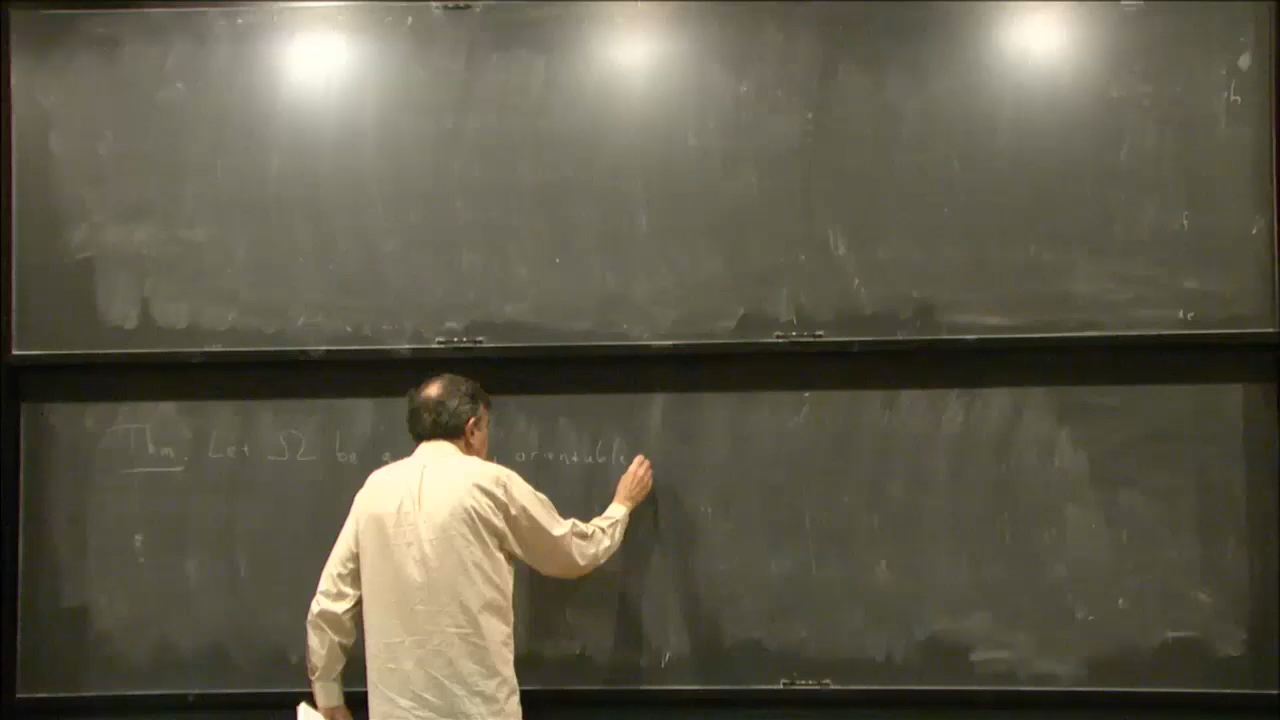 Thm. Let Ω be a , orientable